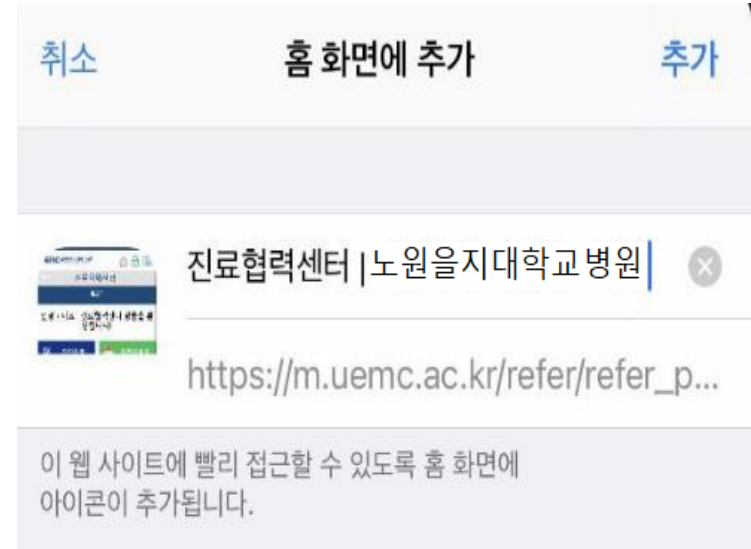 취소 홈 화면에 추가 추가
진료협력센터 |노원을지대학교병원
https://m.uemc.ac.kr/refer/refer_p...
이 웹 사이트에 빨리 접근할 수 있도록 홈 화면에
아이콘이 추가됩니다.